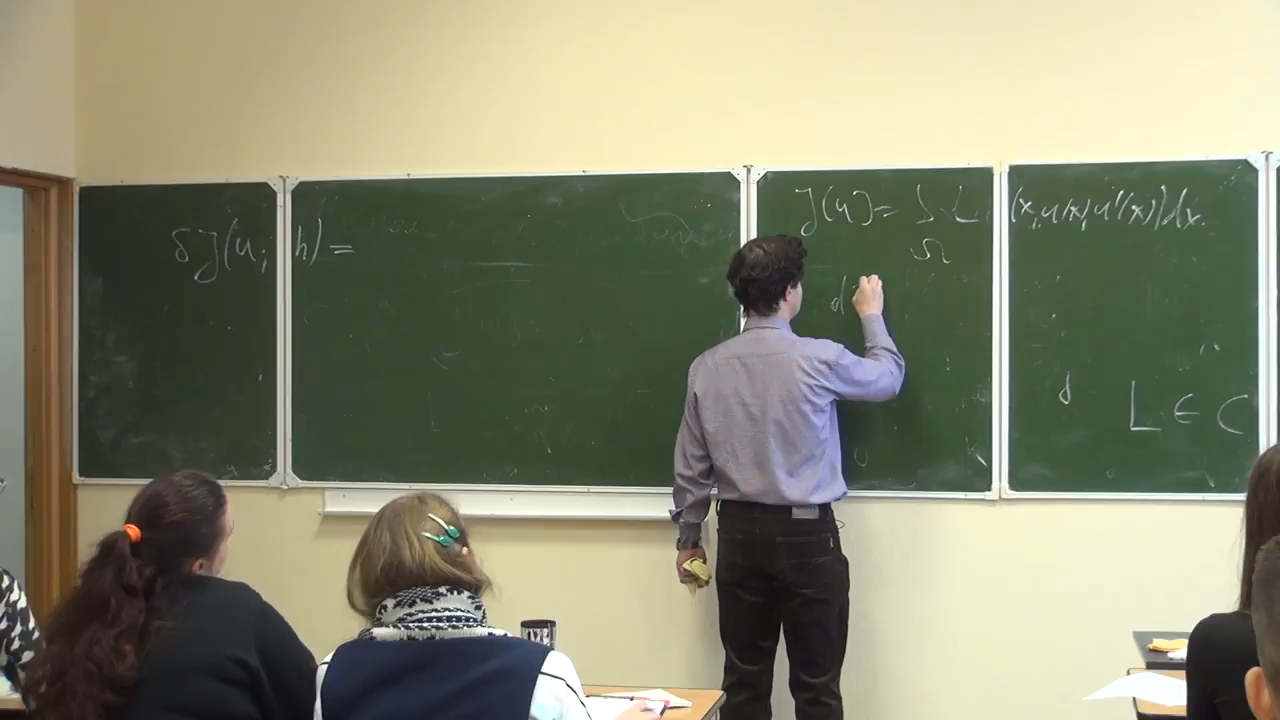 δJ(u; h) =
J(u) = ∫ L(x, u(x), u'(x))dx.
Ω
d
d L ∈ C